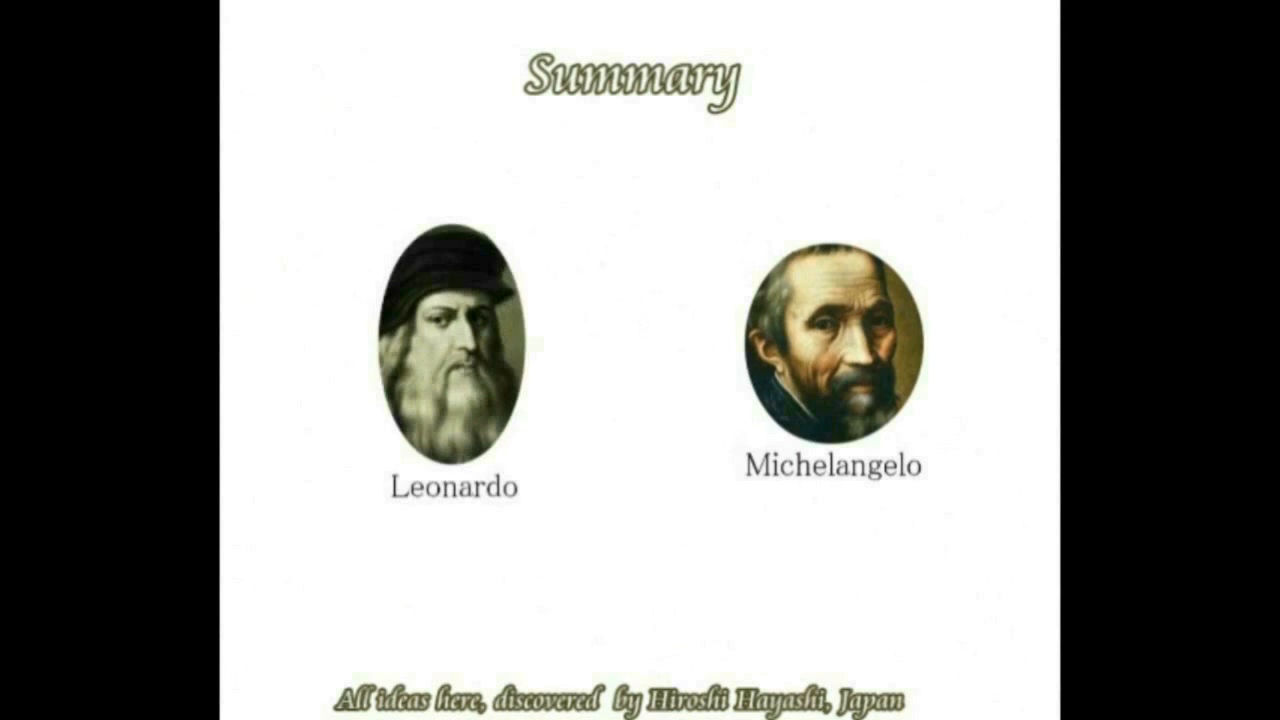 Summary
Leonardo
Michelangelo
All ideas here, discovered by Hiroshi Hayashi, Japan